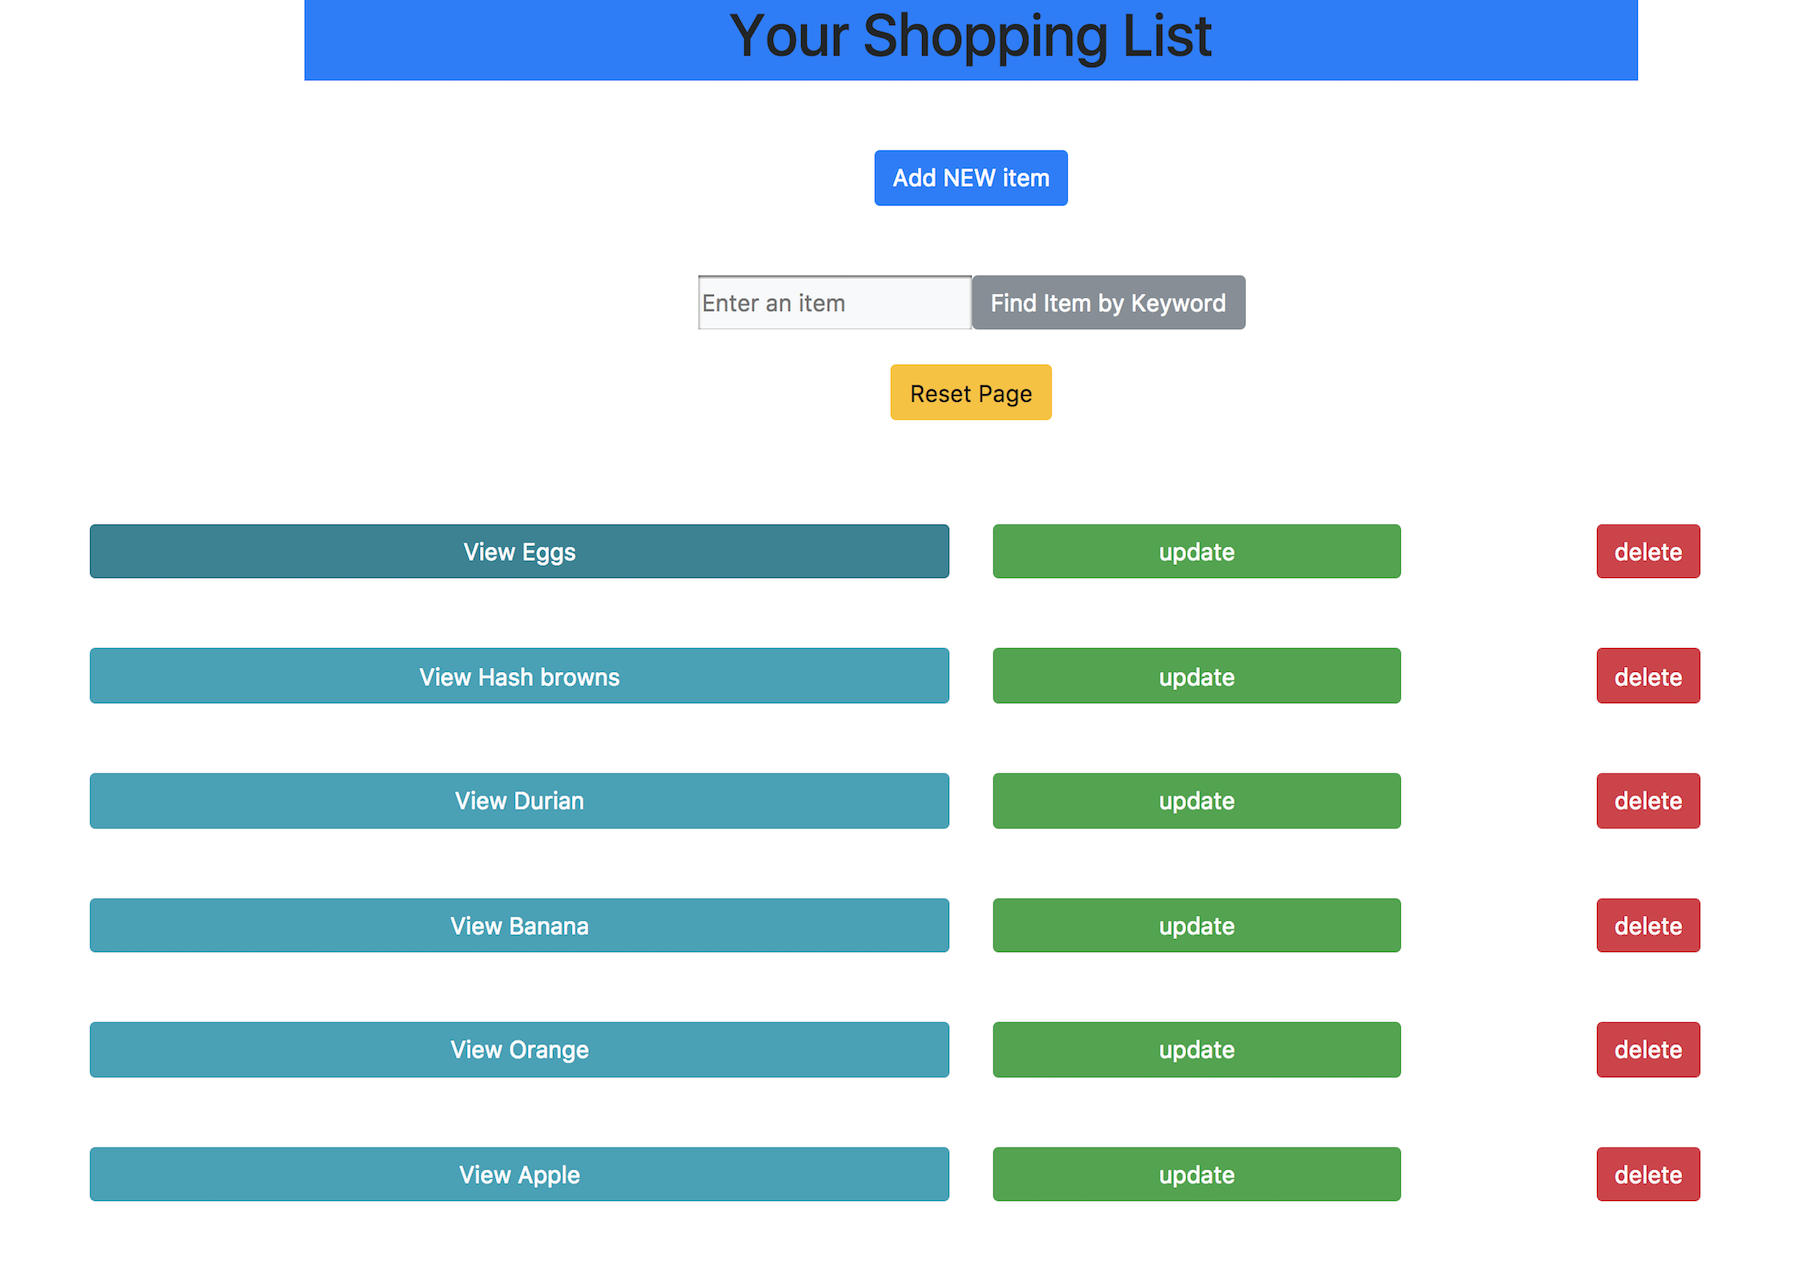 Your Shopping List
Add NEW item
Enter an item Find Item by Keyword
Reset Page
View Eggs update delete
View Hash browns update delete
View Durian update delete
View Banana update delete
View Orange update delete
View Apple update delete